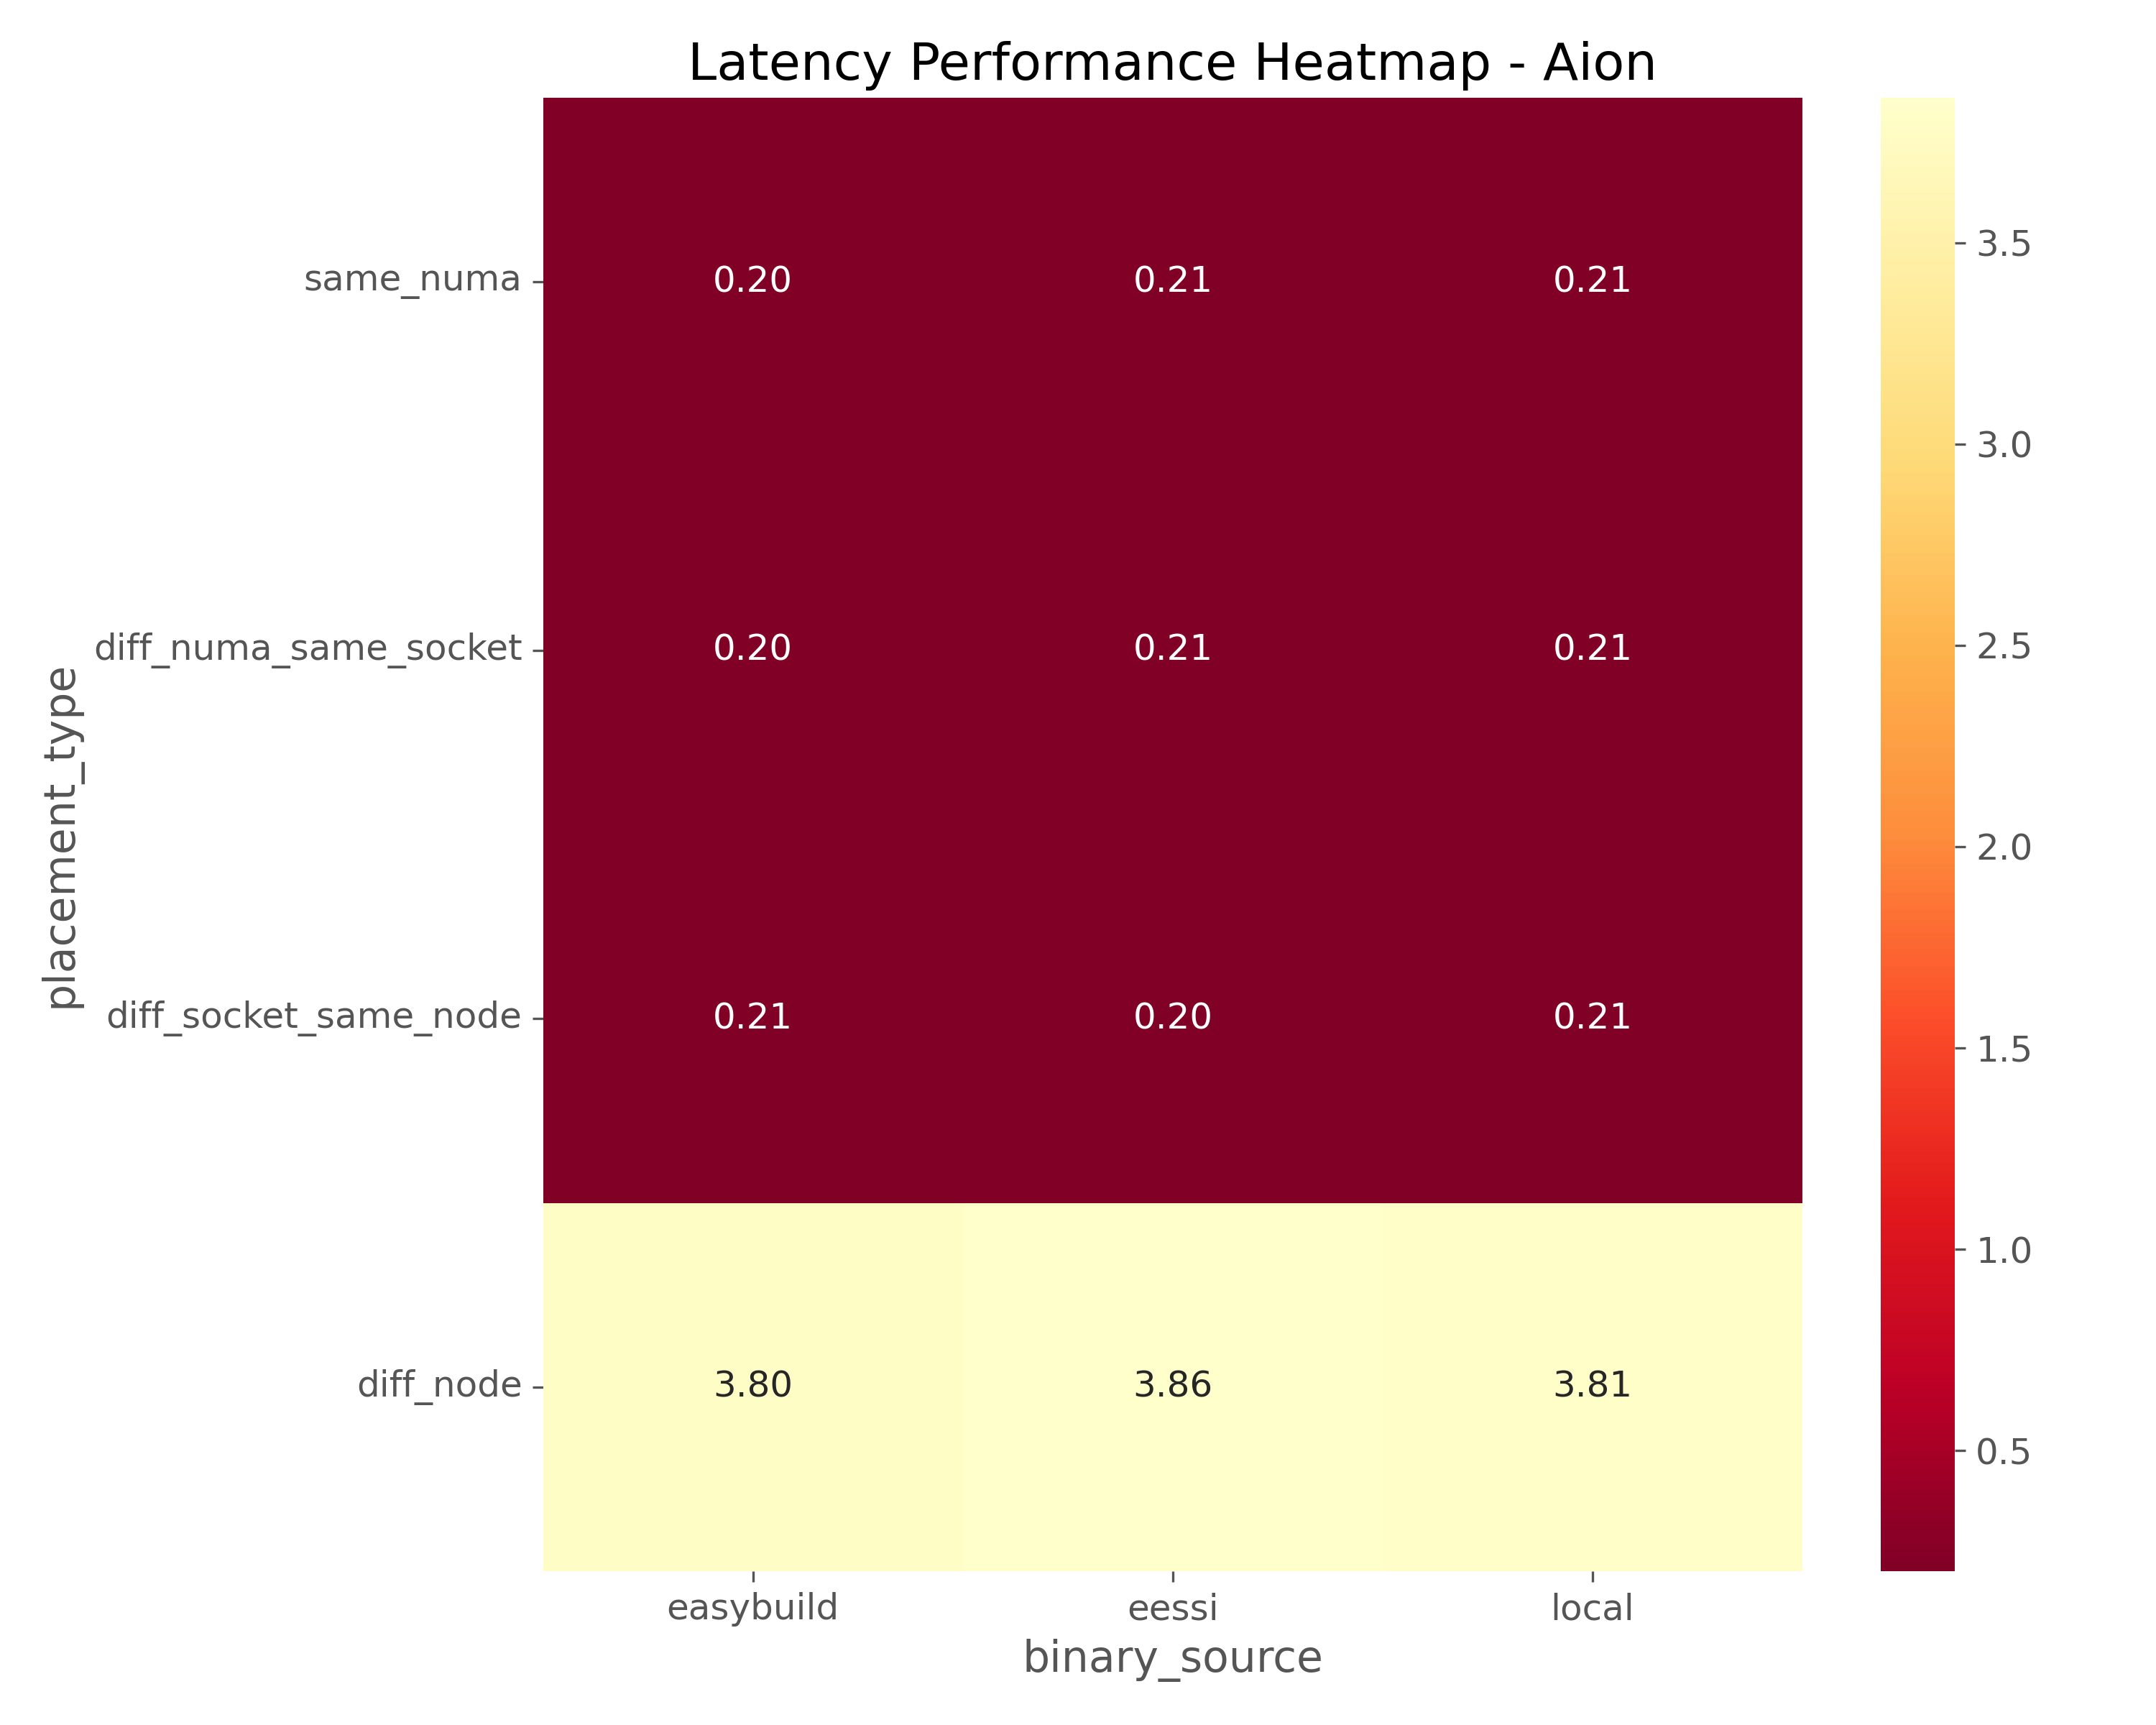 Latency Performance Heatmap - Aion
placement_type
same_numa
0.20 0.21 0.21
diff_numa_same_socket
0.20 0.21 0.21
diff_socket_same_node
0.21 0.20 0.21
diff_node
3.80 3.86 3.81
easybuild eessi local
binary_source
3.5
3.0
2.5
2.0
1.5
1.0
0.5